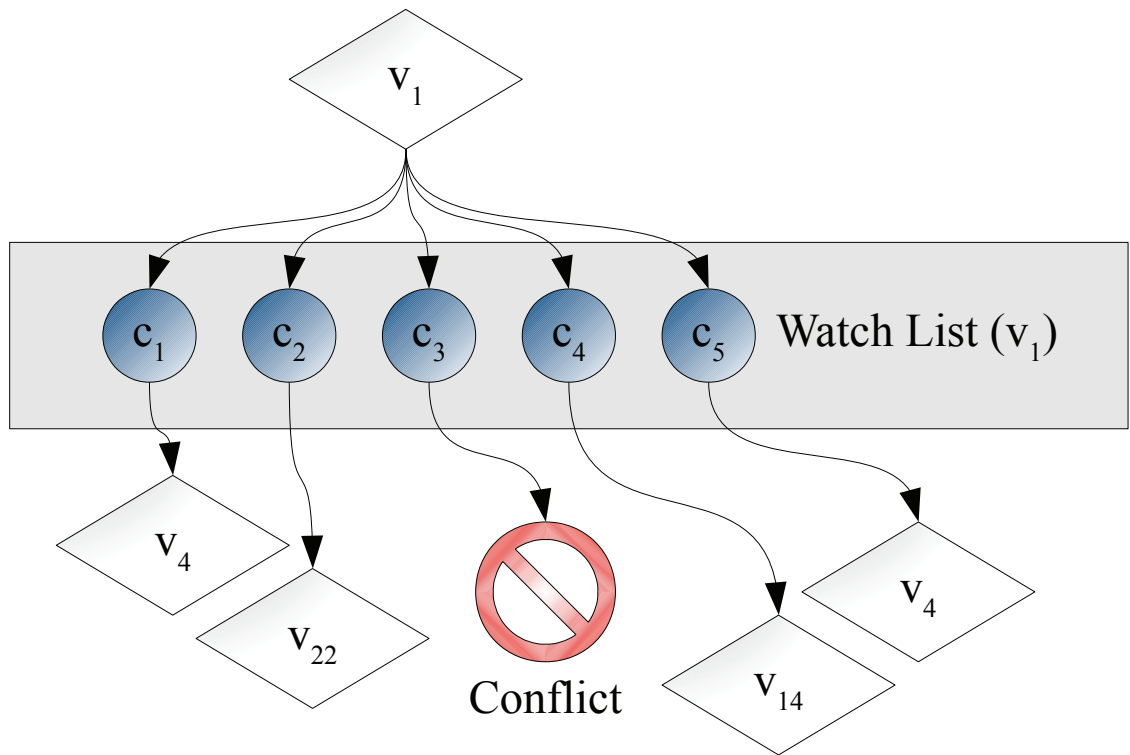 v₁
c₁ c₂ c₃ c₄ c₅ Watch List (v₁)
v₄
v₂₂
Conflict
v₁₄
v₄